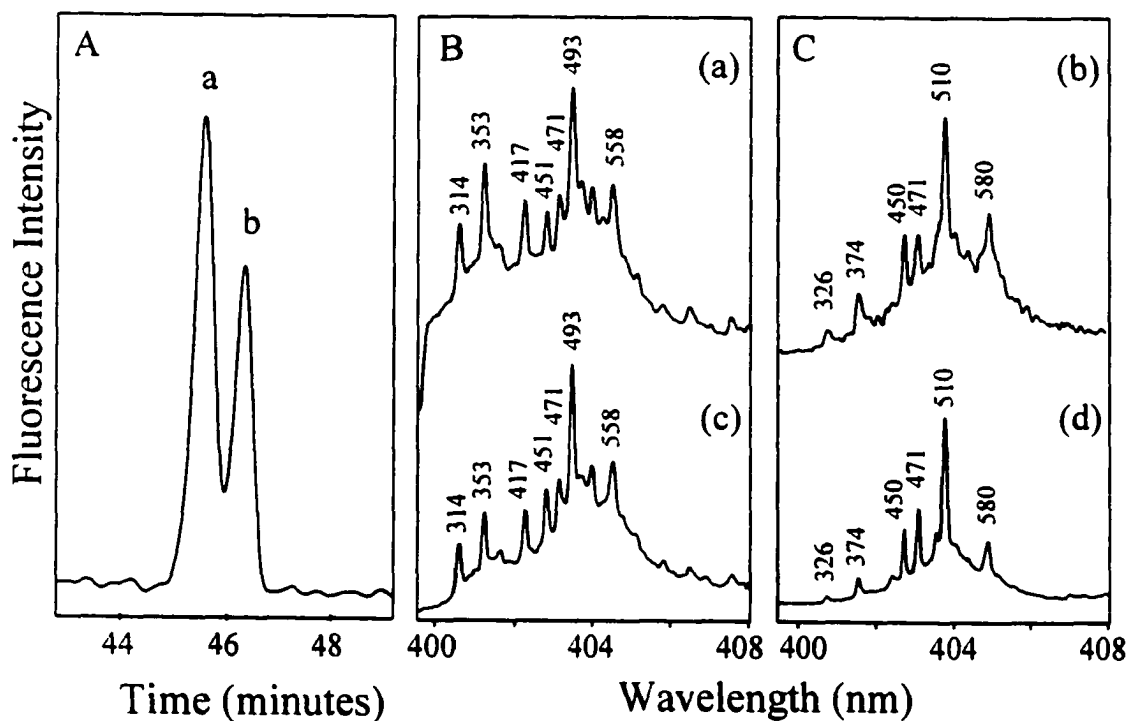 A
a
b
Fluorescence Intensity
44 46 48
Time (minutes)
B
(a)
314
353
417
451
471
493
558
(c)
314
353
417
451
471
493
558
400 404 408
C
(b)
326
374
450
471
510
580
(d)
326
374
450
471
510
580
400 404 408
Wavelength (nm)